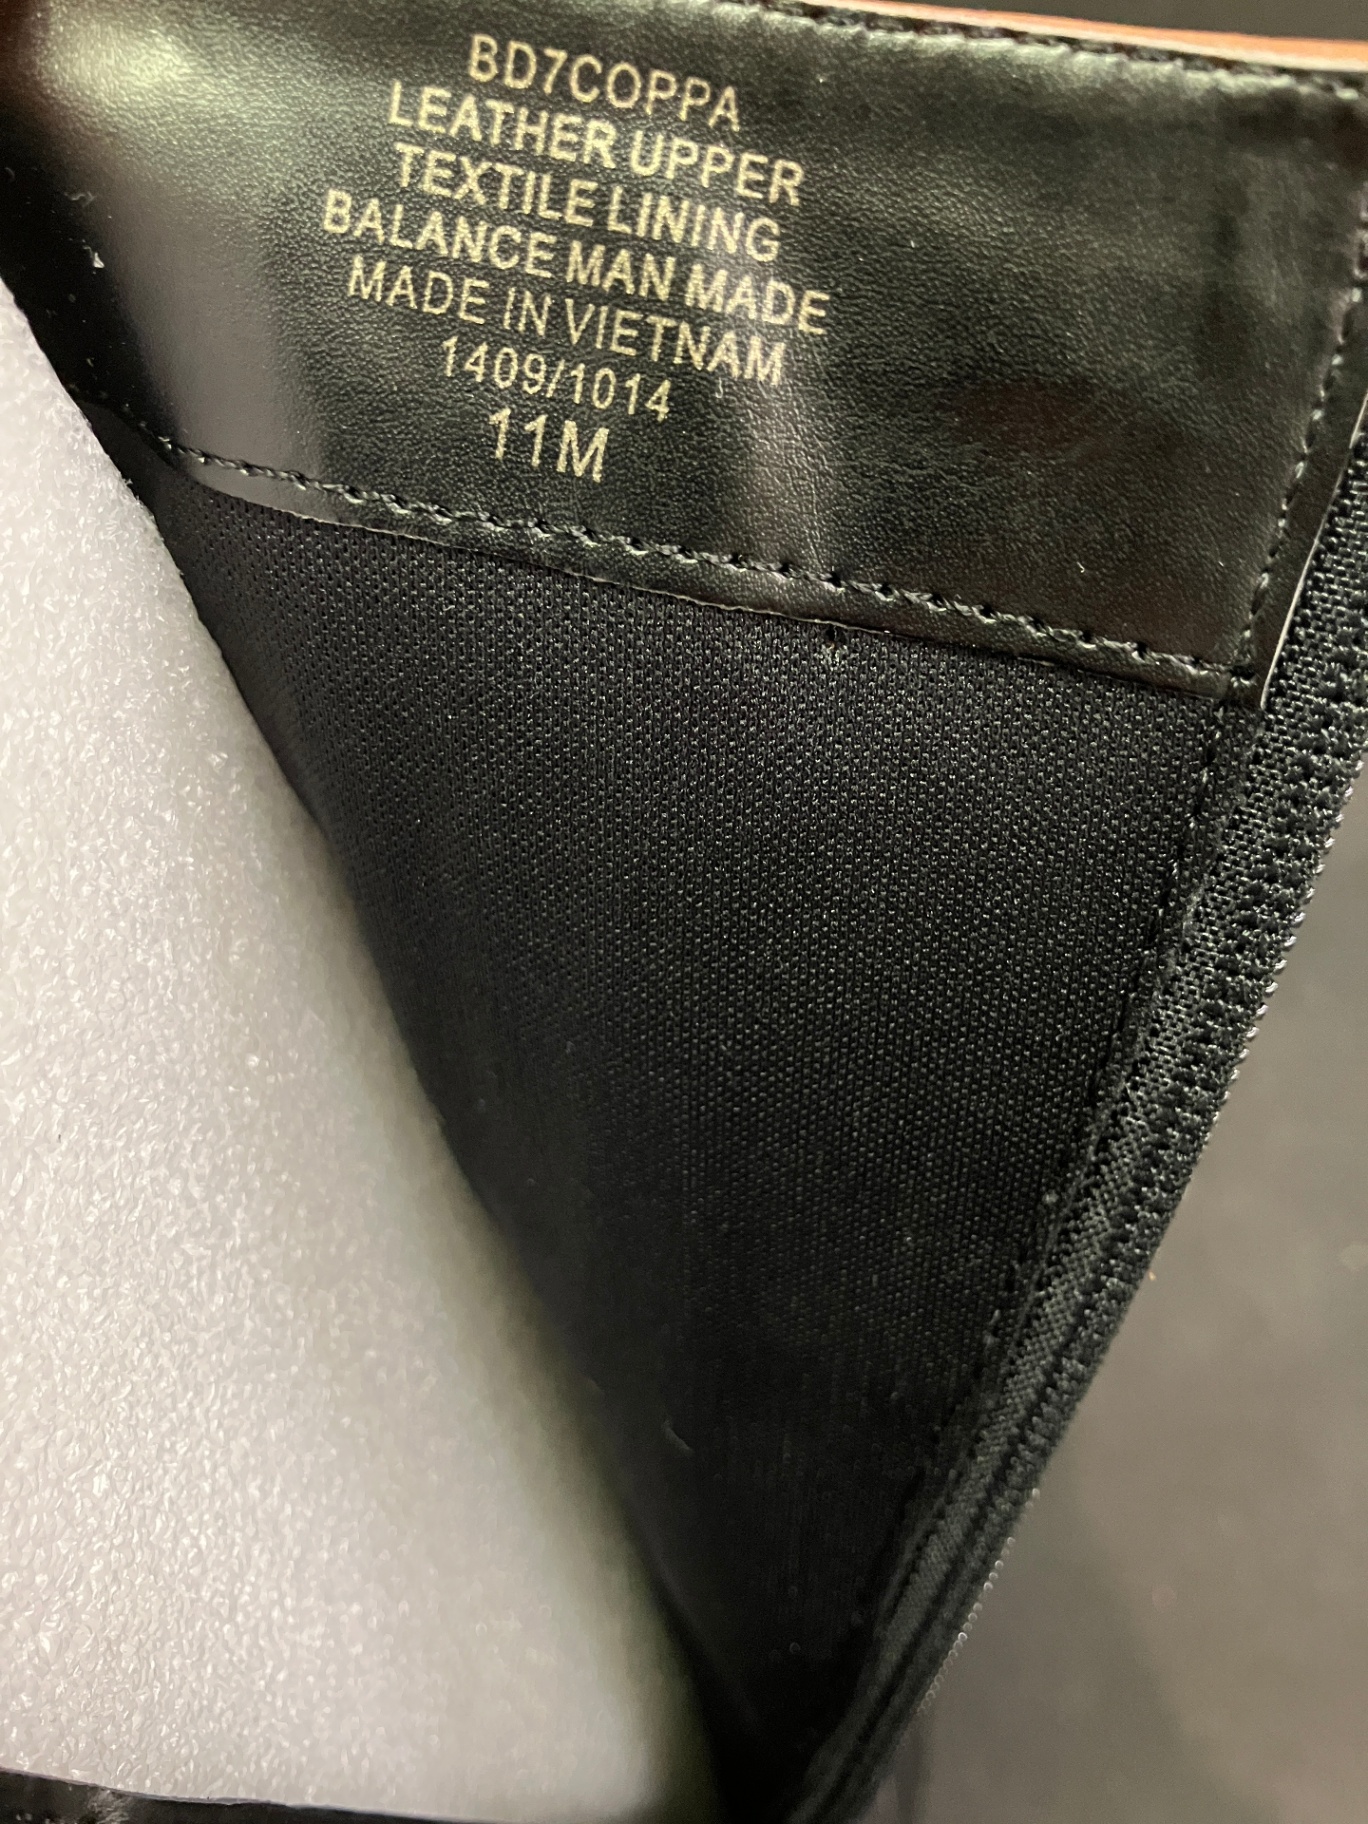 BD7COPPA
LEATHER UPPER
TEXTILE LINING
BALANCE MAN MADE
MADE IN VIETNAM
1409/1014
11M